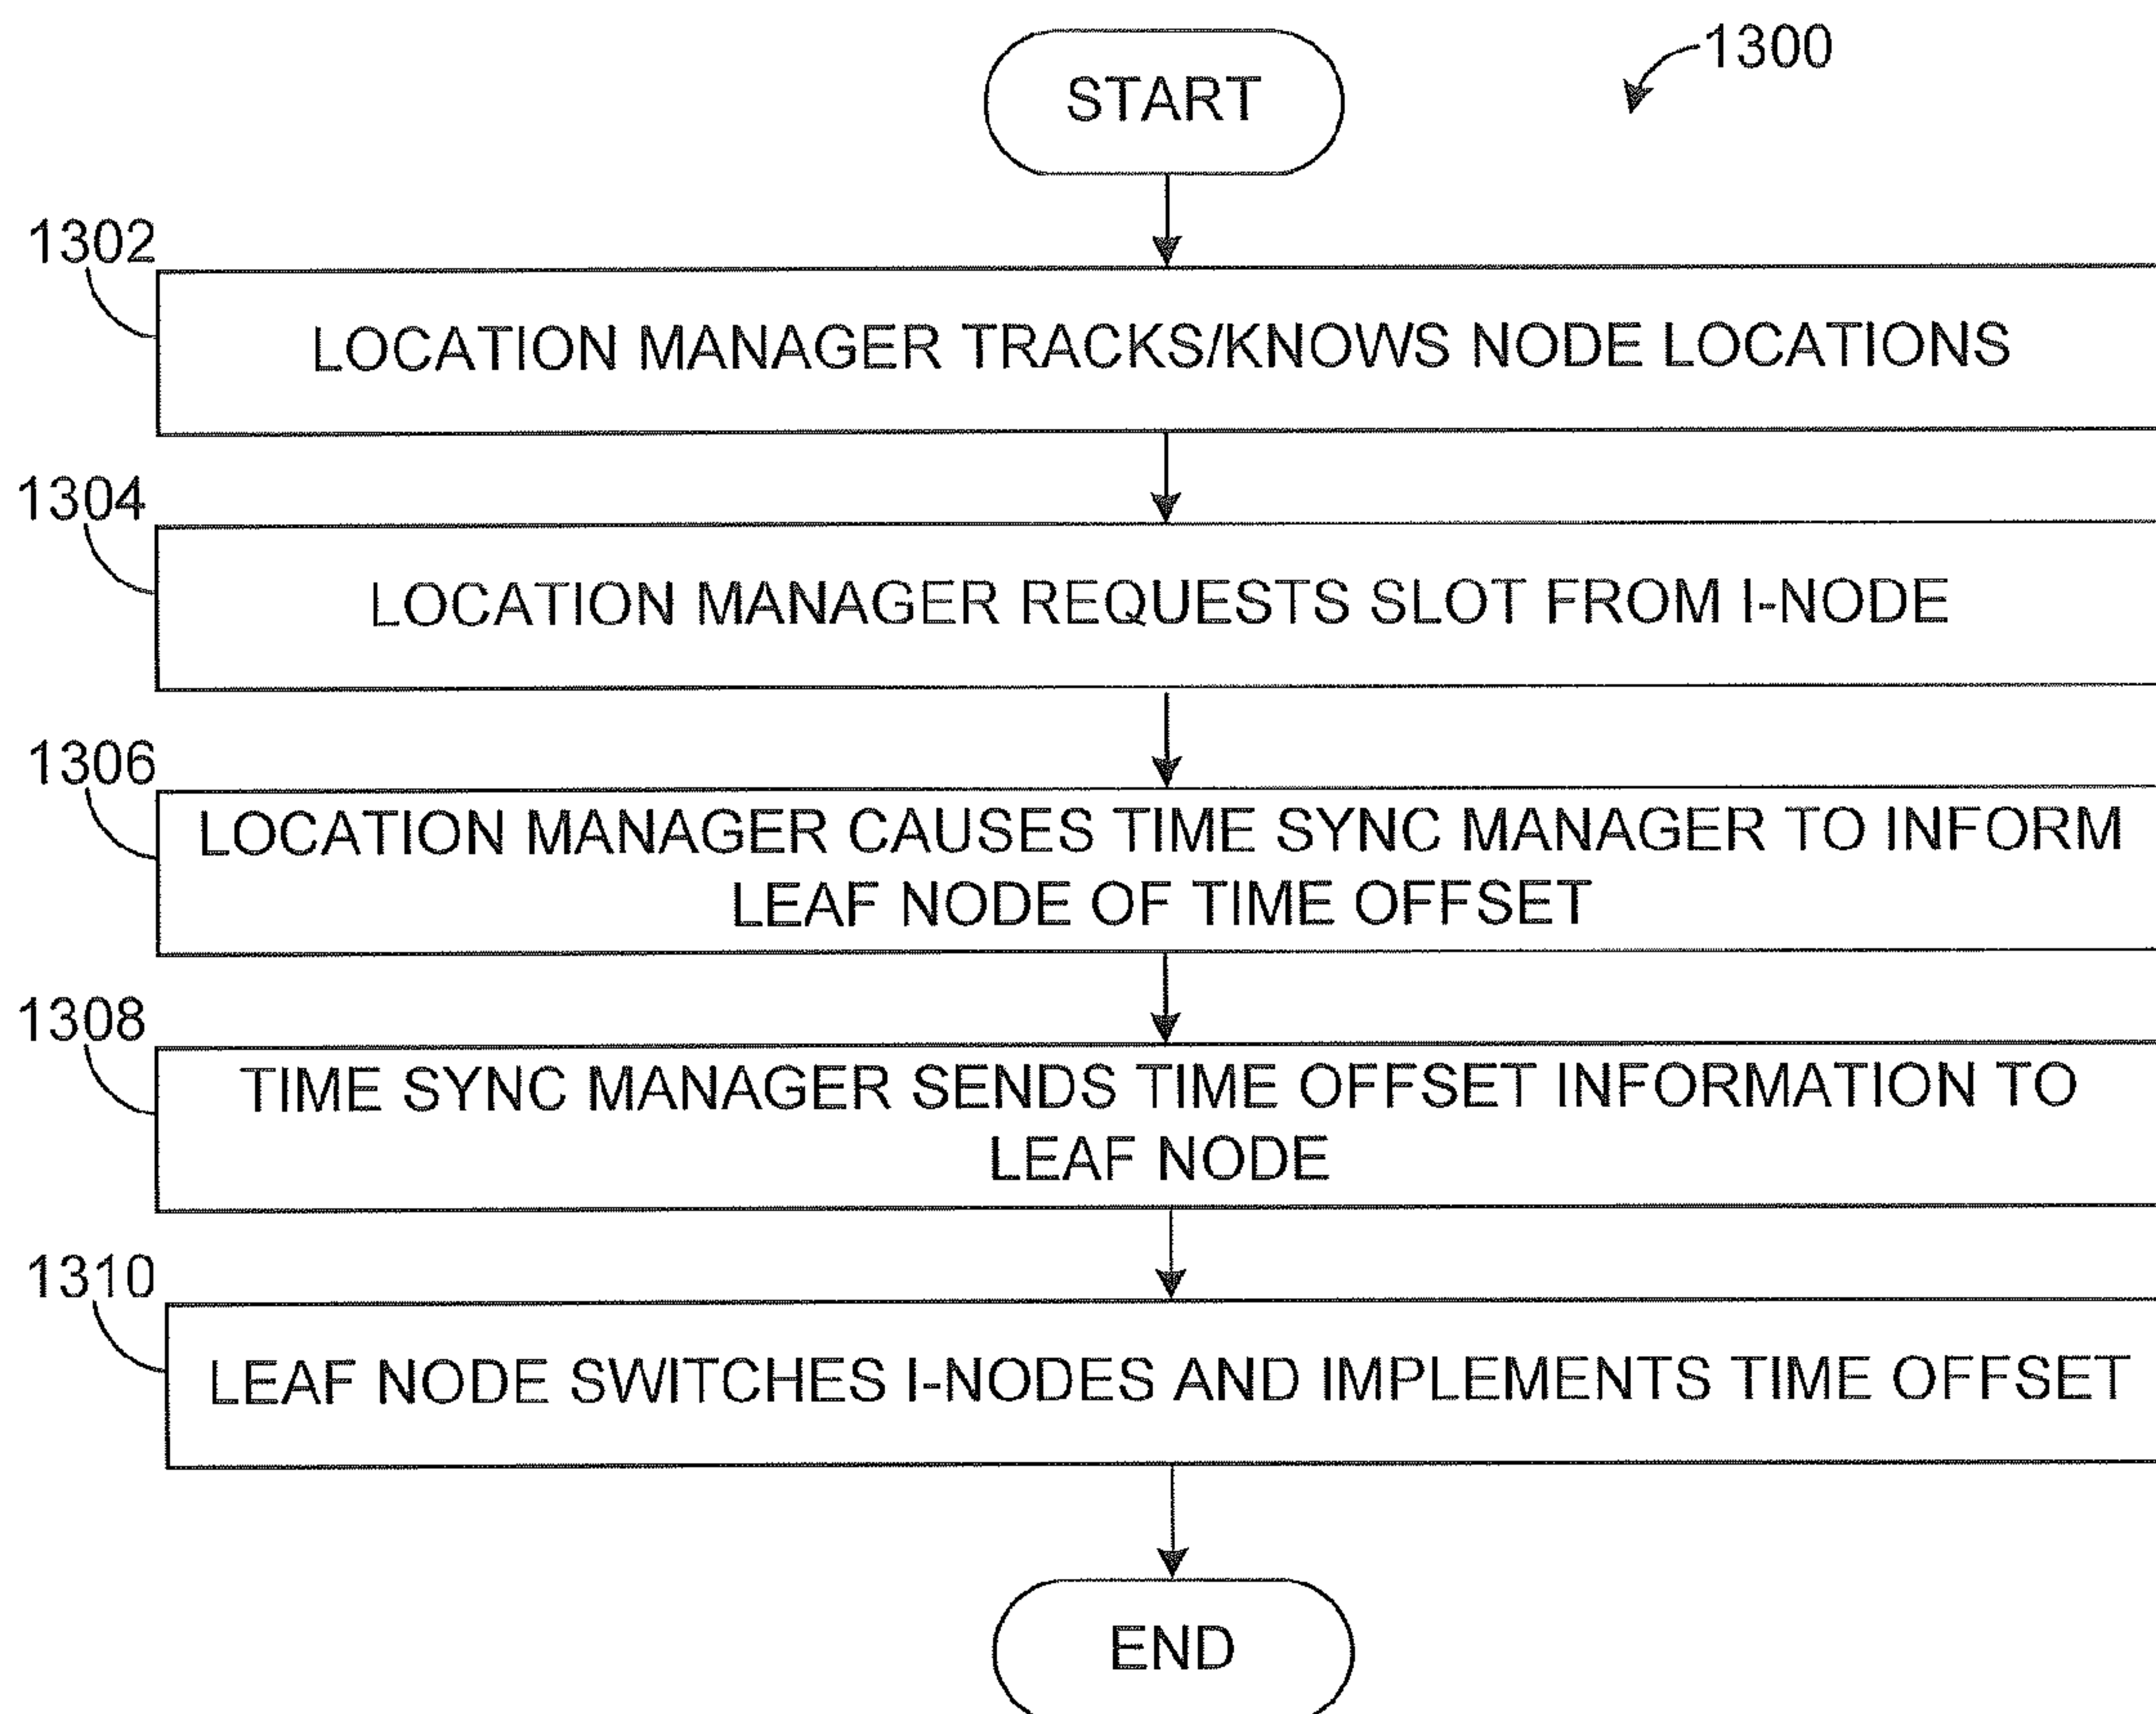 START
1300
1302
LOCATION MANAGER TRACKS/KNOWS NODE LOCATIONS
1304
LOCATION MANAGER REQUESTS SLOT FROM I-NODE
1306
LOCATION MANAGER CAUSES TIME SYNC MANAGER TO INFORM
LEAF NODE OF TIME OFFSET
1308
TIME SYNC MANAGER SENDS TIME OFFSET INFORMATION TO
LEAF NODE
1310
LEAF NODE SWITCHES I-NODES AND IMPLEMENTS TIME OFFSET
END